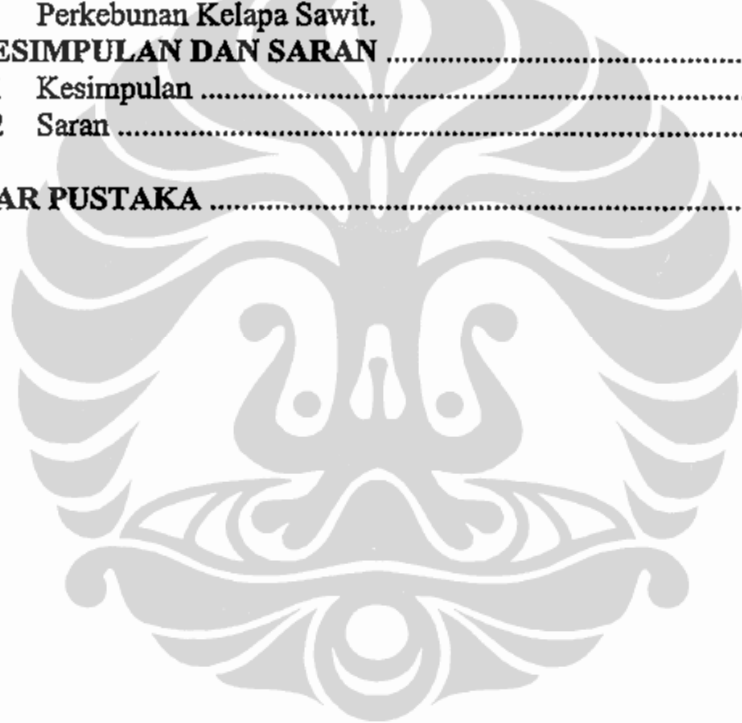 Perkebunan Kelapa Sawit.
ESIMPULAN DAN SARAN ................................................
Kesimpulan ................................................................
2 Saran ................................................................
AR PUSTAKA ................................................................